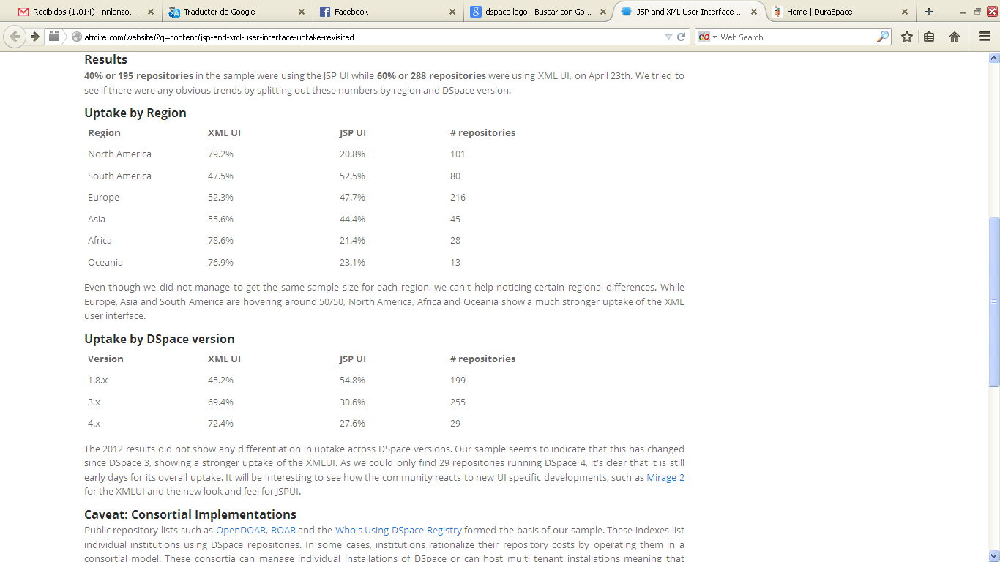 Recibidos (1.014) - nnlenzo...
Traductor de Google
Facebook
dspace logo - Buscar con Go...
JSP and XML User Interface ...
Home | DuraSpace
atmire.com/website/?q=content/jsp-and-xml-user-interface-uptake-revisited
Web Search
Results
40% or 195 repositories in the sample were using the JSP UI while 60% or 288 repositories were using XML UI, on April 23th. We tried to
see if there were any obvious trends by splitting out these numbers by region and DSpace version.
Uptake by Region
Region XML UI JSP UI # repositories
North America 79.2% 20.8% 101
South America 47.5% 52.5% 80
Europe 52.3% 47.7% 216
Asia 55.6% 44.4% 45
Africa 78.6% 21.4% 28
Oceania 76.9% 23.1% 13
Even though we did not manage to get the same sample size for each region, we can't help noticing certain regional differences. While
Europe, Asia and South America are hovering around 50/50, North America, Africa and Oceania show a much stronger uptake of the XML
user interface.
Uptake by DSpace version
Version XML UI JSP UI # repositories
1.8.x 45.2% 54.8% 199
3.x 69.4% 30.6% 255
4.x 72.4% 27.6% 29
The 2012 results did not show any differentiation in uptake across DSpace versions. Our sample seems to indicate that this has changed
since DSpace 3, showing a stronger uptake of the XMLUI. As we could only find 29 repositories running DSpace 4, it's clear that it is still
early days for its overall uptake. It will be interesting to see how the community reacts to new UI specific developments, such as Mirage 2
for the XMLUI and the new look and feel for JSPUI.
Caveat: Consortial Implementations
Public repository lists such as OpenDOAR, ROAR and the Who's Using DSpace Registry formed the basis of our sample. These indexes list
individual institutions using DSpace repositories. In some cases, institutions rationalize their repository costs by operating them in a
consortial model. These consortia can manage individual installations of DSpace or can host multi tenant installations meaning that